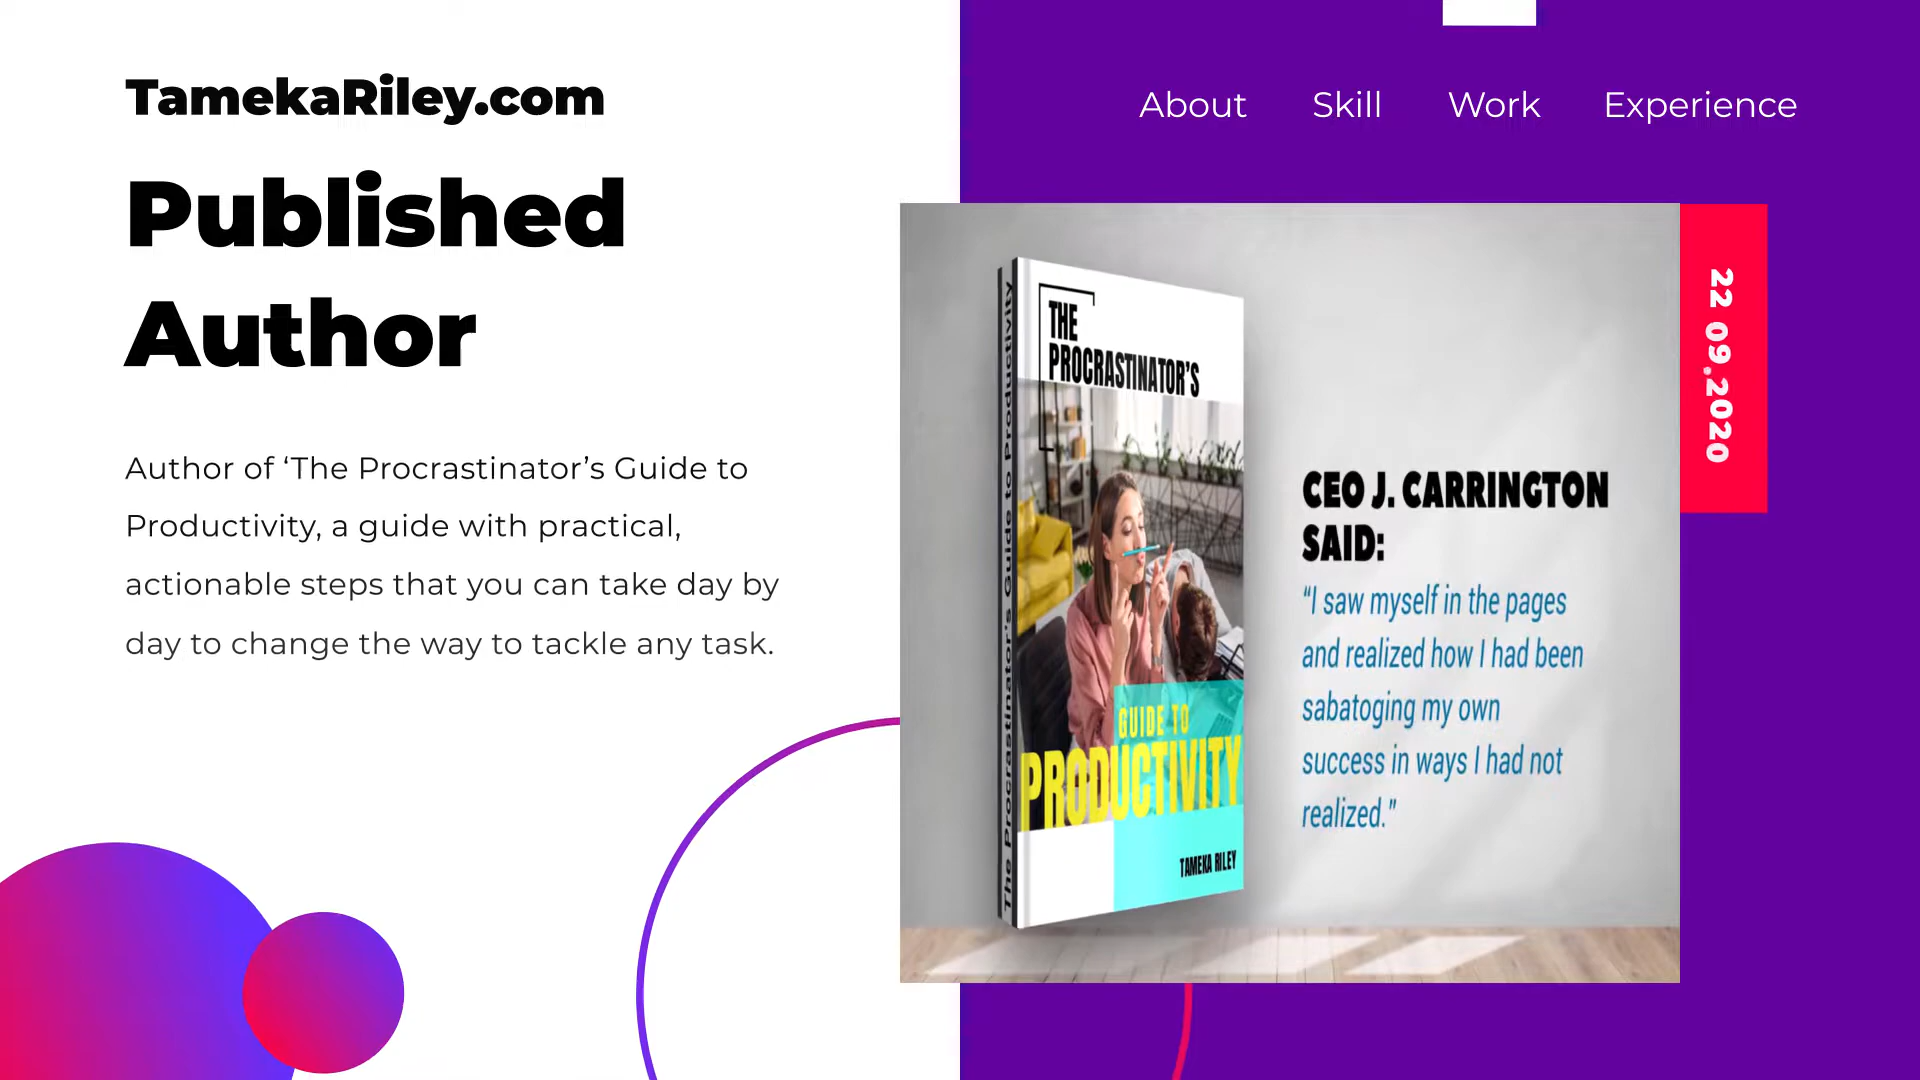 TamekaRiley.com
Published
Author
Author of ‘The Procrastinator’s Guide to
Productivity, a guide with practical,
actionable steps that you can take day by
day to change the way to tackle any task.
About Skill Work Experience
22 09.2020
The Procrastinator's Guide to Productivity
THE
PROCRASTINATOR'S
GUIDE TO
PRODUCTIVITY
TAMEKA RILEY
CEO J. CARRINGTON
SAID:
“I saw myself in the pages
and realized how I had been
sabatoging my own
success in ways I had not
realized.”